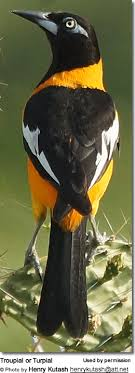 Troupial or Turpial Used by permission
© Photo by Henry Kutash henrykutash@att.net